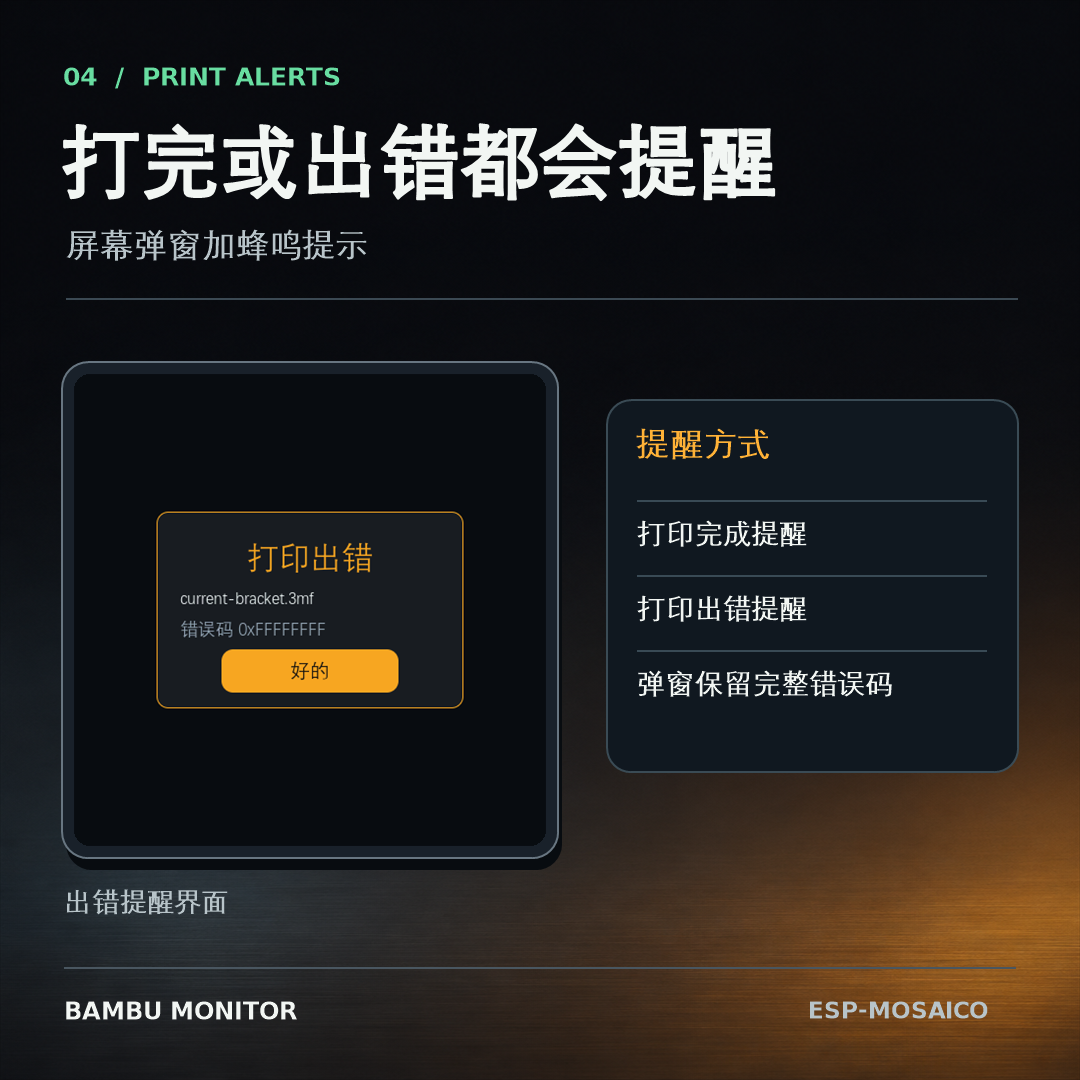 04 / PRINT ALERTS
打完或出错都会提醒
屏幕弹窗加蜂鸣提示
打印出错
current-bracket.3mf
错误码 0xFFFFFFFF
好的
提醒方式
打印完成提醒
打印出错提醒
弹窗保留完整错误码
出错提醒界面
BAMBU MONITOR
ESP-MOSAICO